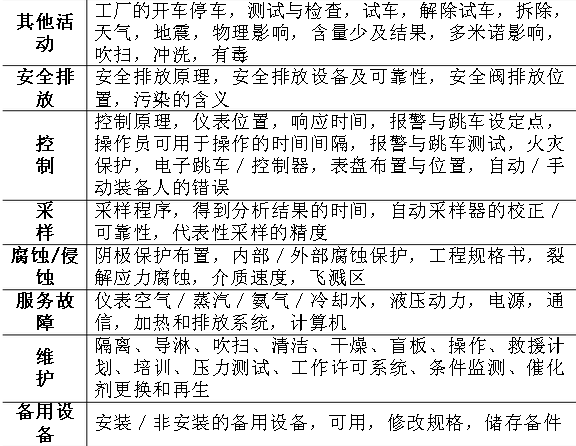 其他活动
工厂的开车停车，测试与检查，试车，解除试车，拆除，
天气，地震，物理影响，含量少及结果，多米诺影响，
吹扫，冲洗，有毒
安全排放
安全排放原理，安全排放设备及可靠性，安全阀排放位
置，污染的含义
控制
控制原理，仪表位置，响应时间，报警与跳车设定点，
操作员可用于操作的时间间隔，报警与跳车测试，火灾
保护，电子跳车／控制器，表盘布置与位置，自动／手
动装备人的错误
采样
采样程序，得到分析结果的时间，自动采样器的校正／
可靠性，代表性采样的精度
腐蚀/侵蚀
阴极保护布置，内部／外部腐蚀保护，工程规格书，裂
解应力腐蚀，介质速度，飞溅区
服务故障
仪表空气／蒸汽／氨气／冷却水，液压动力，电源，通
信，加热和排放系统，计算机
维护
隔离、导淋、吹扫、清洁、干燥、盲板、操作、救援计
划、培训、压力测试、工作许可系统、条件监测、催化
剂更换和再生
备用设备
安装／非安装的备用设备，可用，修改规格，储存备件